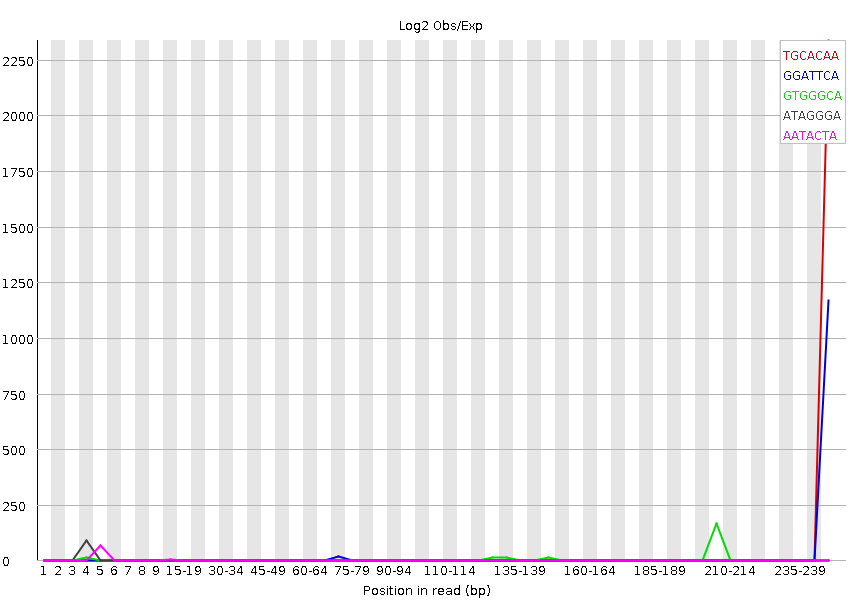 Log2 Obs/Exp
2250
2000
1750
1500
1250
1000
750
500
250
0
TGCACAA
GGATTCA
GTGGGCA
ATAGGGA
AATACTA
1 2 3 4 5 6 7 8 9 15-19 30-34 45-49 60-64 75-79 90-94 110-114 135-139 160-164 185-189 210-214 235-239
Position in read (bp)